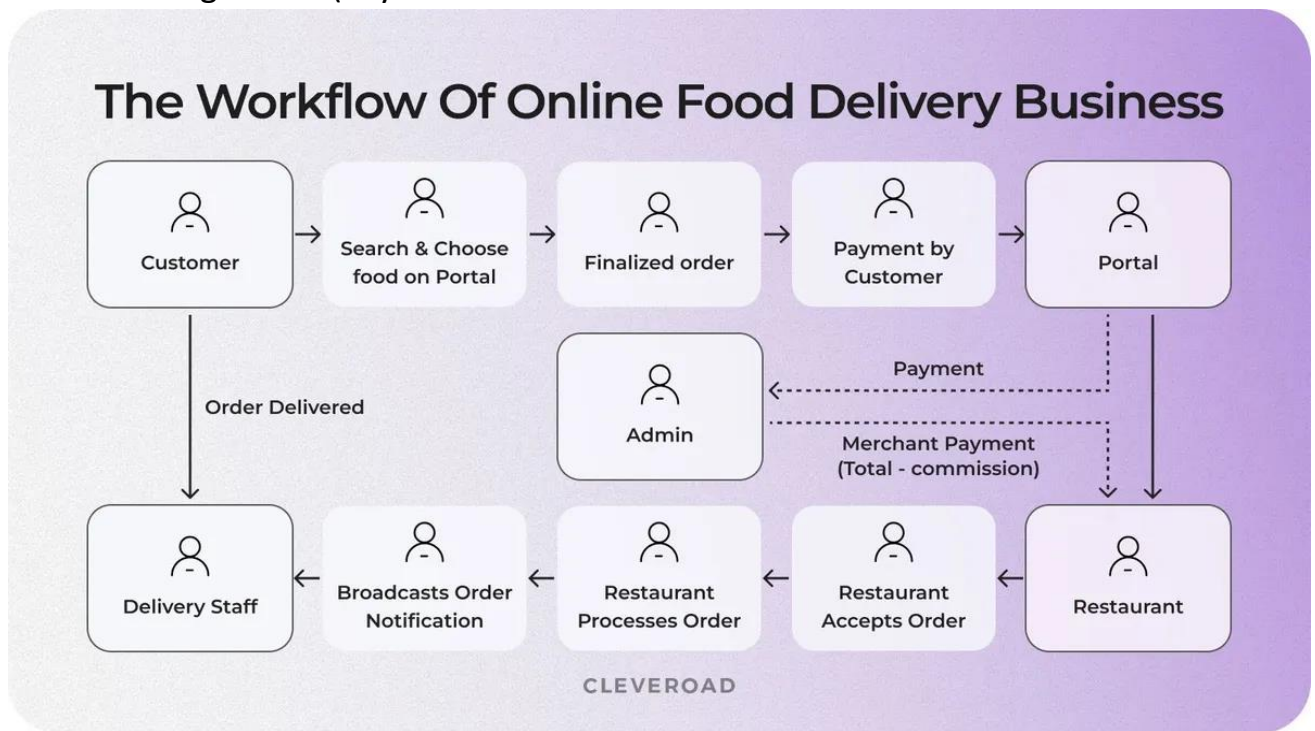 The Workflow Of Online Food Delivery Business
Customer
Search & Choose
food on Portal
Finalized order
Payment by
Customer
Portal
Payment
Order Delivered
Admin
Merchant Payment
(Total - commission)
Delivery Staff
Broadcasts Order
Notification
Restaurant
Processes Order
Restaurant
Accepts Order
Restaurant
CLEVEROAD